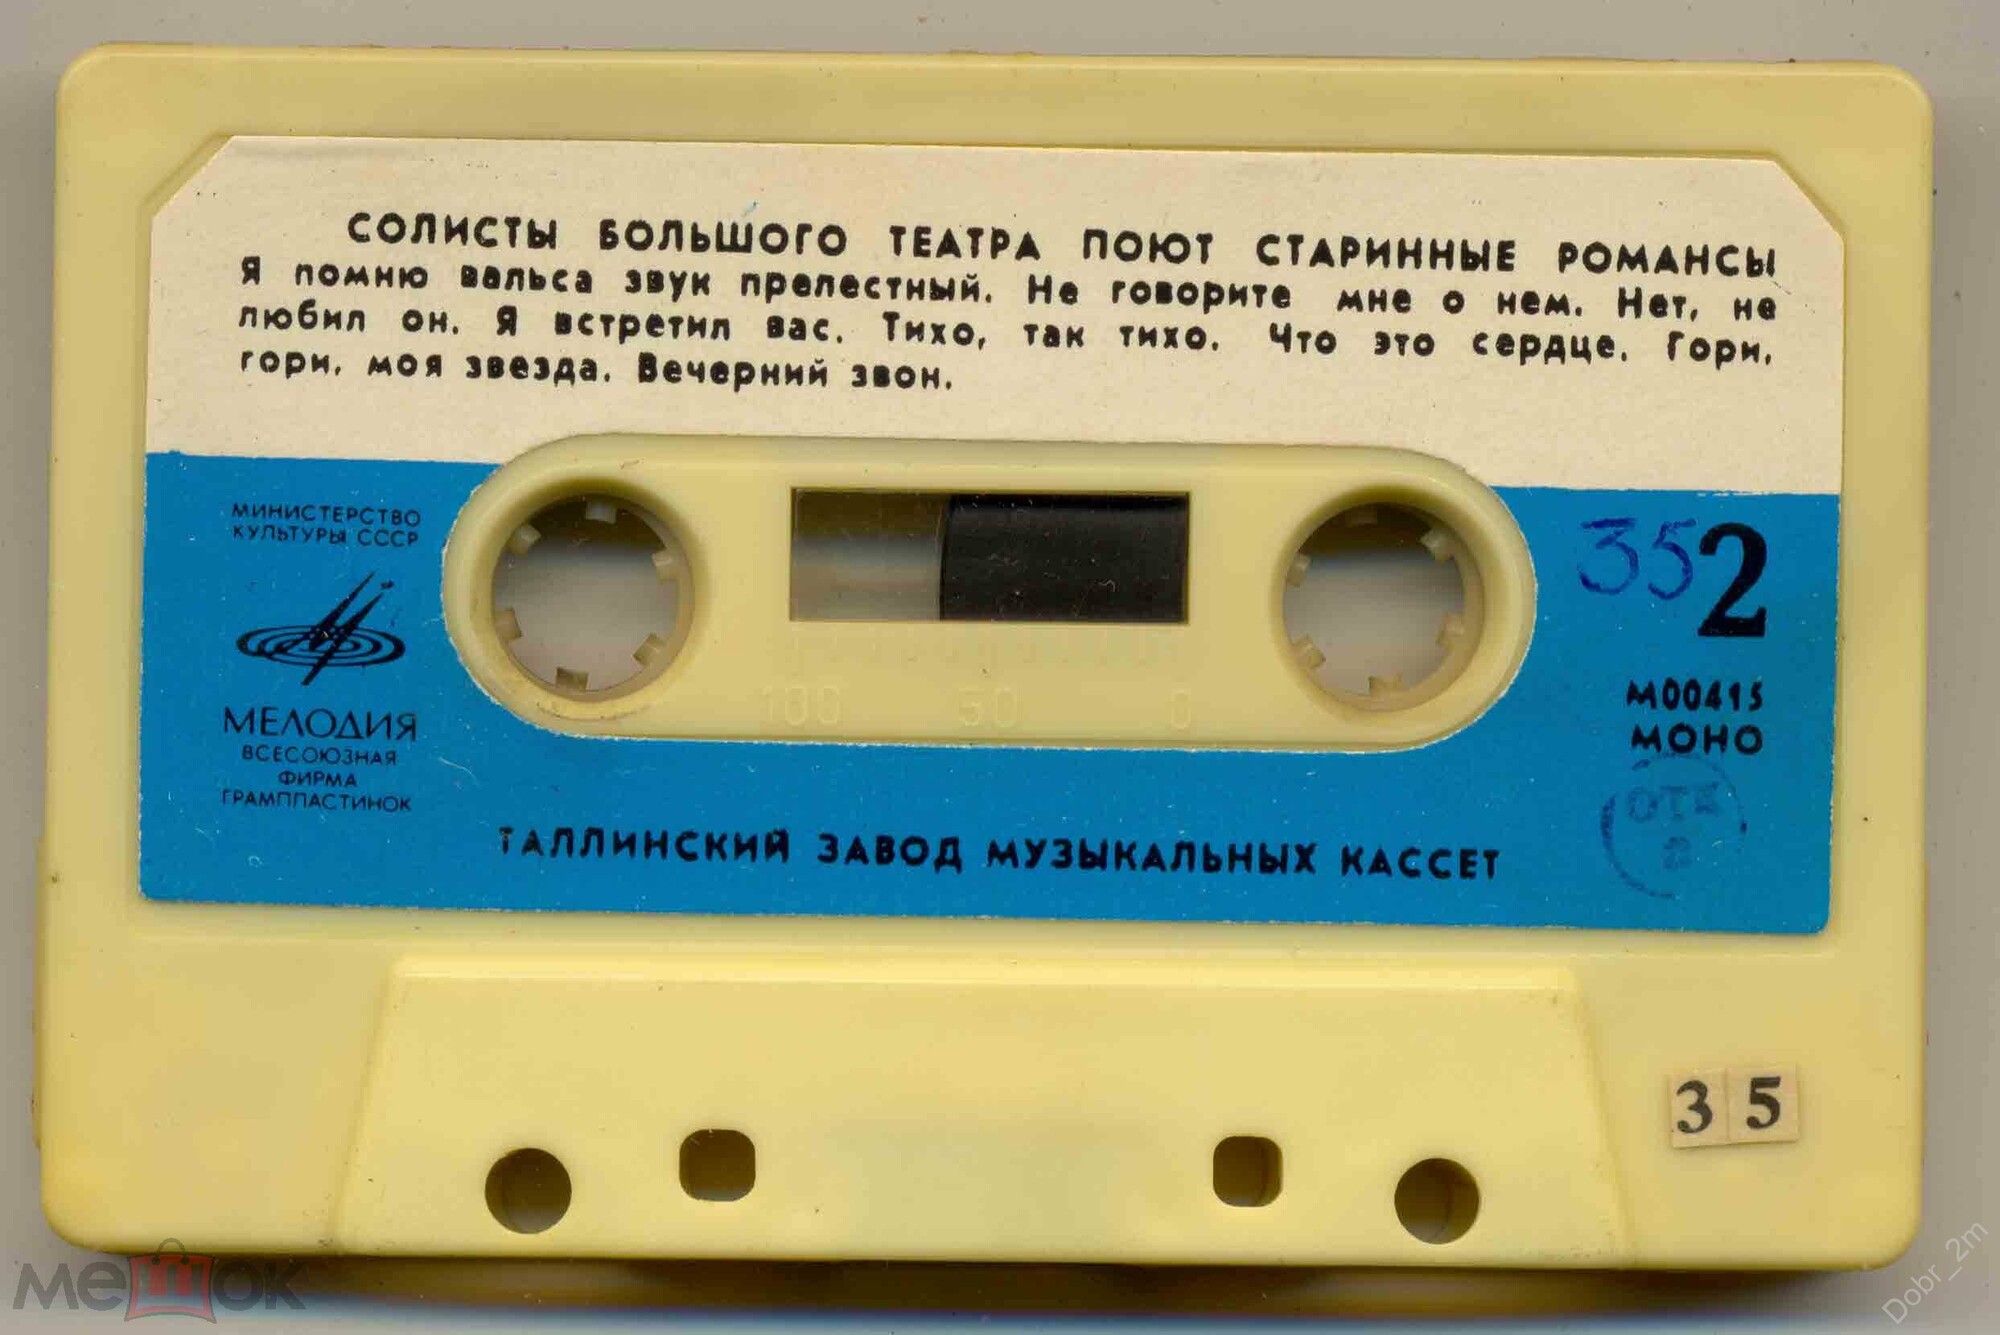 СОЛИСТЫ БОЛЬШОГО ТЕАТРА ПОЮТ СТАРИННЫЕ РОМАНСЫ
Я помню вальса звук прелестный. Не говорите мне о нем. Нет, не
любил он. Я встретил вас. Тихо, так тихо. Что это сердце. Гори,
гори, моя звезда. Вечерний звон.
МИНИСТЕРСТВО
КУЛЬТУРЫ СССР
МЕЛОДИЯ
ВСЕСОЮЗНАЯ
ФИРМА
ГРАМПЛАСТИНОК
100 50 0
35
2
М00415
МОНО
ОТК
8
ТАЛЛИНСКИЙ ЗАВОД МУЗЫКАЛЬНЫХ КАССЕТ
35
мешок
Dobr_2m